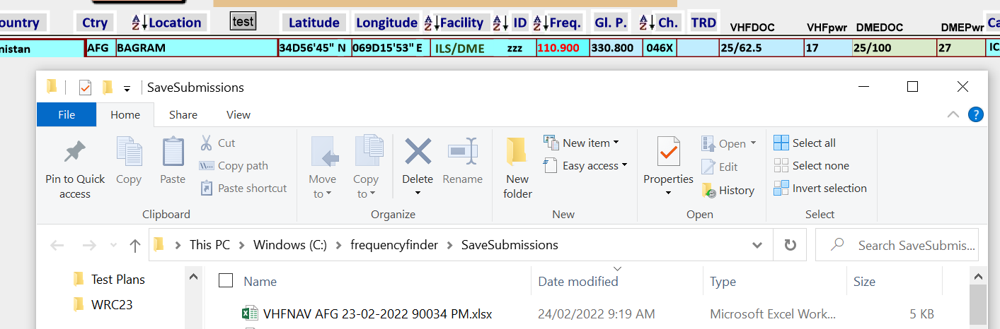 ountry Ctry AZ Location test Latitude Longitude AZ Facility AZ ID AZ Freq. Gl. P. AZ Ch. TRD VHFDOC VHFpwr DMEDOC DMEPwr Ca
nistan AFG BAGRAM 34D56'45" N 069D15'53" E ILS/DME zzz 110.900 330.800 046X 25/62.5 17 25/100 27 IC
SaveSubmissions
File Home Share View ?
Pin to Quick access Copy Paste Cut
Copy path
Paste shortcut
Move to Copy to Delete Rename
New folder New item
Easy access
Properties Open
Edit
History
Select all
Select none
Invert selection
Clipboard Organize New Open Select
This PC Windows (C:) frequencyfinder SaveSubmissions Search SaveSubmis...
Test Plans
WRC23
Name Date modified Type Size
VHFNAV AFG 23-02-2022 90034 PM.xlsx 24/02/2022 9:19 AM Microsoft Excel Work... 5 KB